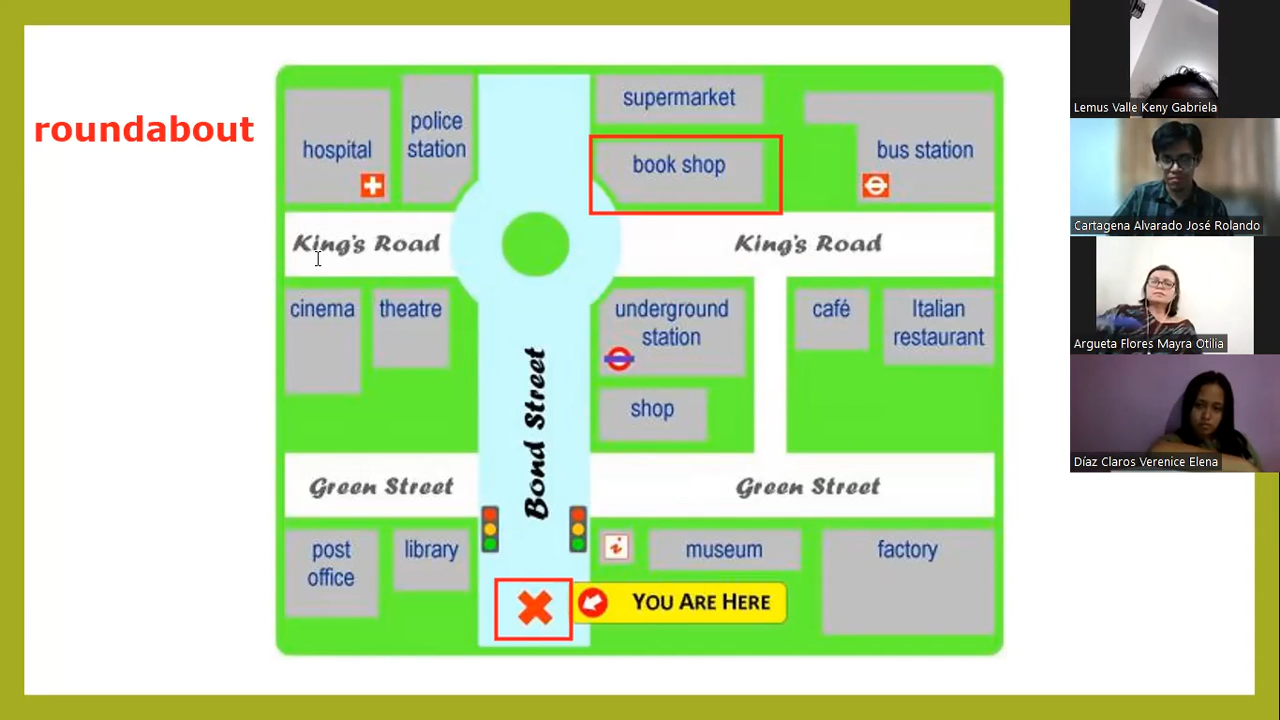 roundabout
hospital
police
station
supermarket
book shop
bus station
King's Road
King's Road
cinema
theatre
underground
station
café
Italian
restaurant
shop
Bond Street
Green Street
Green Street
post
office
library
i
museum
factory
YOU ARE HERE
Lemus Valle Keny Gabriela
Cartagena Alvarado José Rolando
Argueta Flores Mayra Otilia
Díaz Claros Verenice Elena